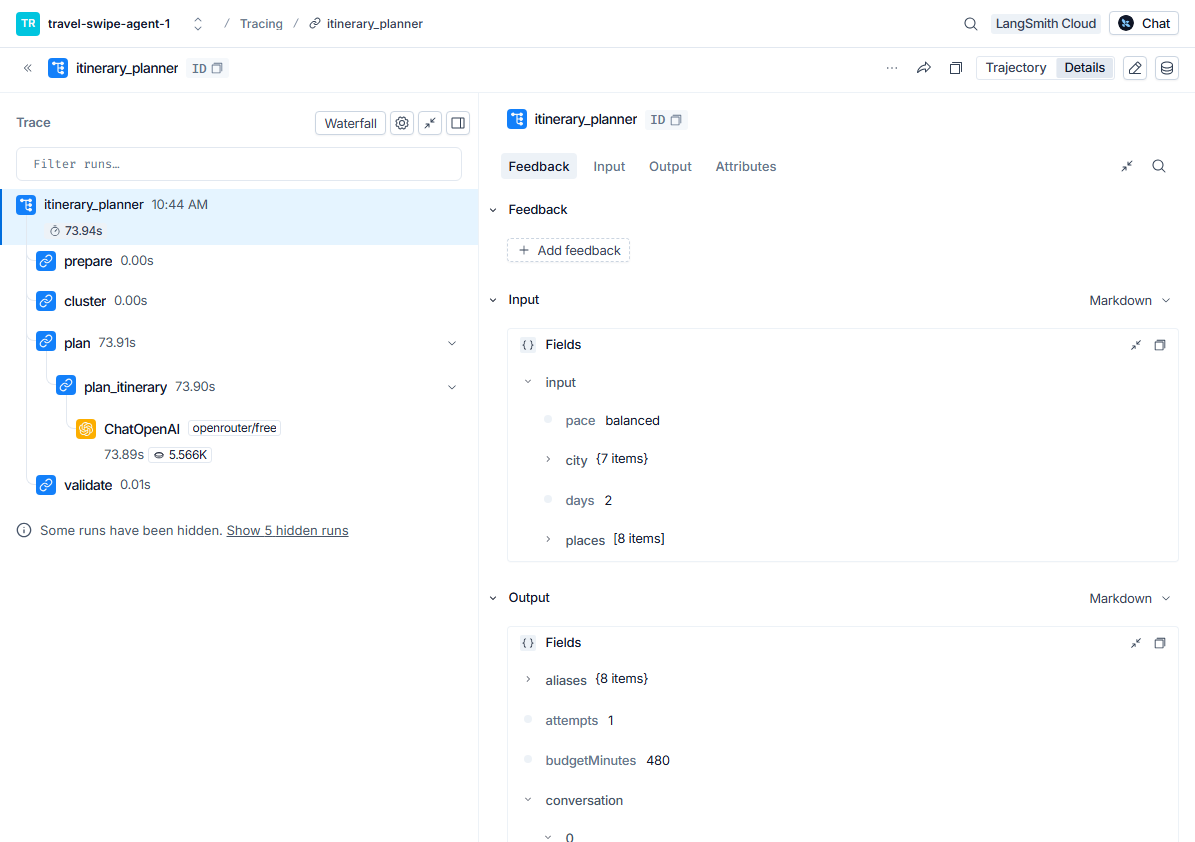 TR travel-swipe-agent-1 / Tracing / itinerary_planner LangSmith Cloud Chat
itinerary_planner ID ... Trajectory Details
Trace Waterfall
Filter runs…
itinerary_planner 10:44 AM
73.94s
prepare 0.00s
cluster 0.00s
plan 73.91s
plan_itinerary 73.90s
ChatOpenAI openrouter/free
73.89s 5.566K
validate 0.01s
Some runs have been hidden. Show 5 hidden runs
itinerary_planner ID
Feedback Input Output Attributes
Feedback
+ Add feedback
Input Markdown
{} Fields
input
pace balanced
city {7 items}
days 2
places [8 items]
Output Markdown
{} Fields
aliases {8 items}
attempts 1
budgetMinutes 480
conversation
0